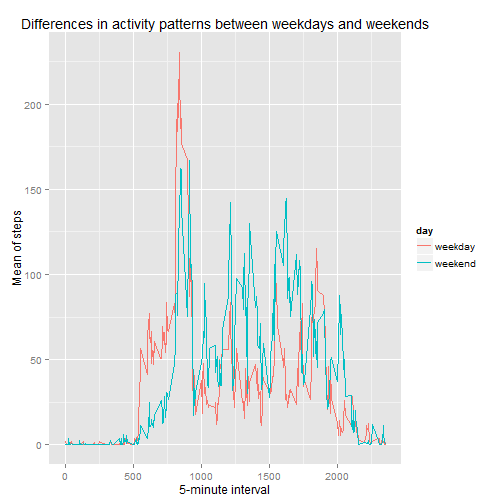 Differences in activity patterns between weekdays and weekends
Mean of steps
200
150
100
50
0
0
500
1000
1500
2000
5-minute interval
day
weekday
weekend